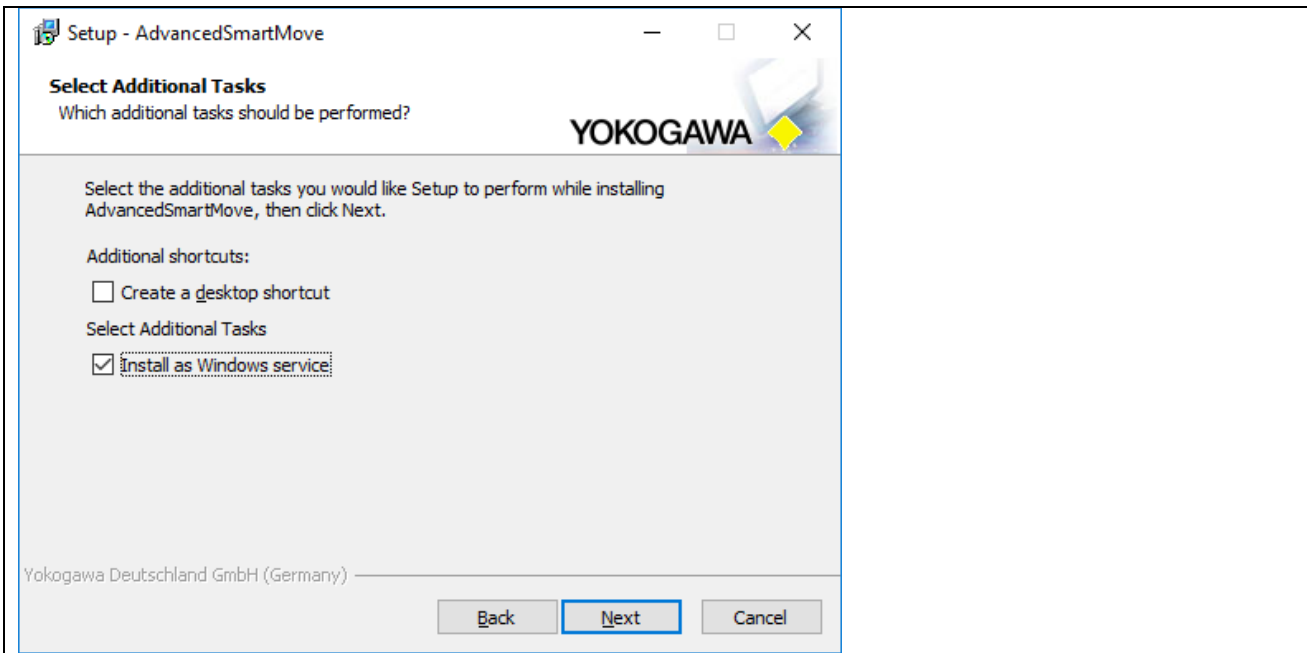 Setup - AdvancedSmartMove
Select Additional Tasks
Which additional tasks should be performed?
YOKOGAWA
Select the additional tasks you would like Setup to perform while installing
AdvancedSmartMove, then click Next.
Additional shortcuts:
Create a desktop shortcut
Select Additional Tasks
Install as Windows service
Yokogawa Deutschland GmbH (Germany)
Back Next Cancel